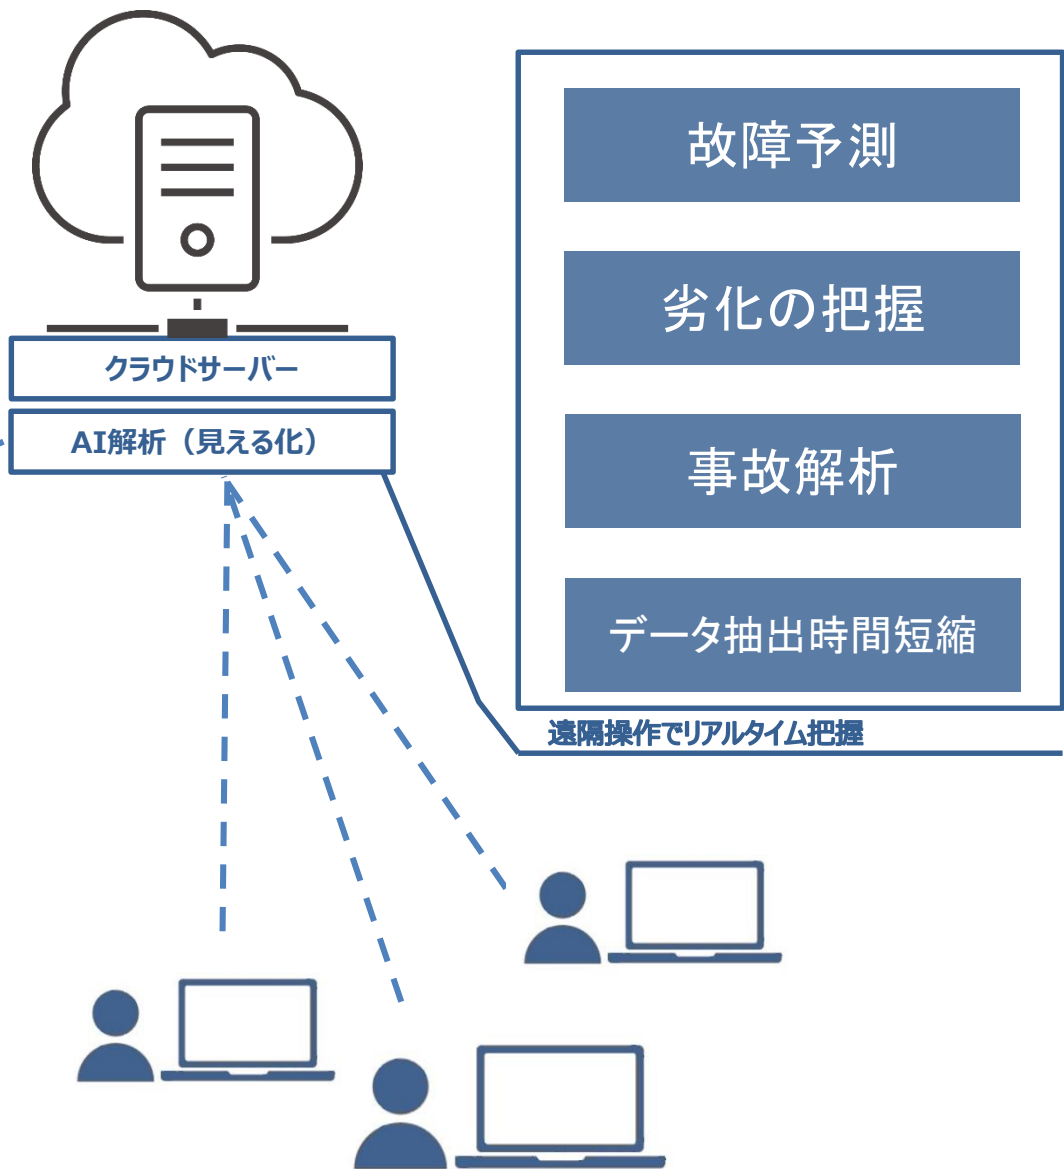 クラウドサーバー
AI解析（見える化）
故障予測
劣化の把握
事故解析
データ抽出時間短縮
遠隔操作でリアルタイム把握